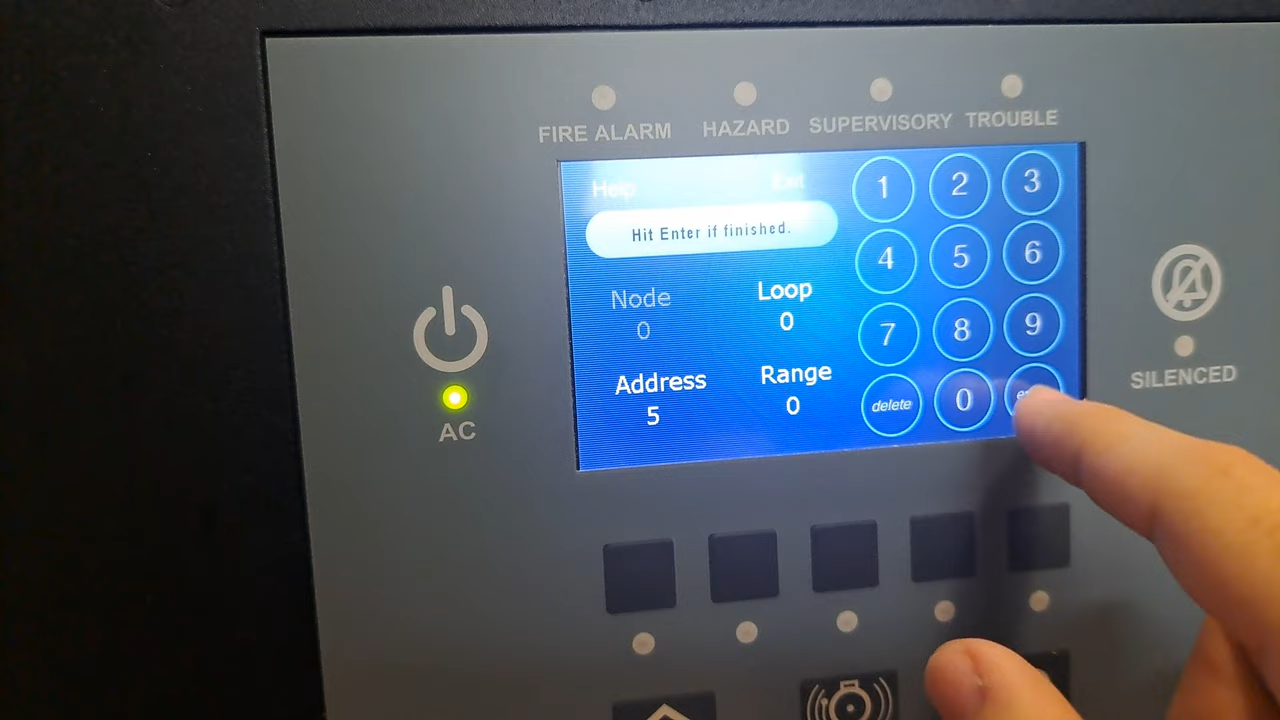 FIRE ALARM HAZARD SUPERVISORY TROUBLE
Help Exit
Hit Enter if finished.
Node Loop
0 0
Address Range
5 0
1 2 3
4 5 6
7 8 9
delete 0
AC
SILENCED